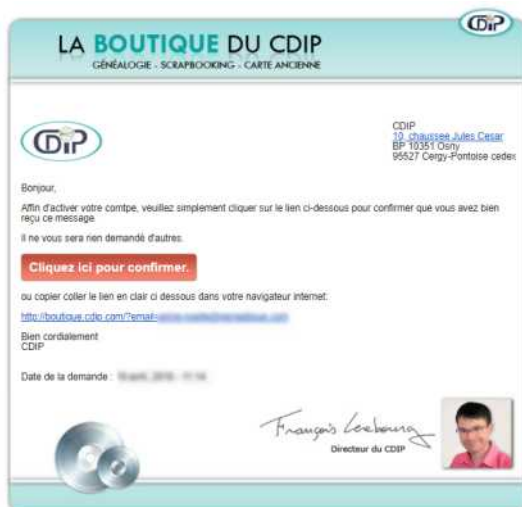 CDIP
LA BOUTIQUE DU CDIP
GÉNÉALOGIE - SCRAPBOOKING - CARTE ANCIENNE
CDIP
CDIP
10, chaussee Jules Cesar
BP 10351 Osny
95527 Cergy-Pontoise cedex
Bonjour,
Affin d'activer votre comtpe, veuillez simplement cliquer sur le lien ci-dessous pour confirmer que vous avez bien
reçu ce message.
Il ne vous sera rien demandé d'autres.
Cliquez ici pour confirmer.
ou copier coller le lien en clair ci dessous dans votre navigateur internet:
http://boutique.cdip.com/?email=
Bien cordialement
CDIP
Date de la demande :
François Lerebourg
Directeur du CDIP